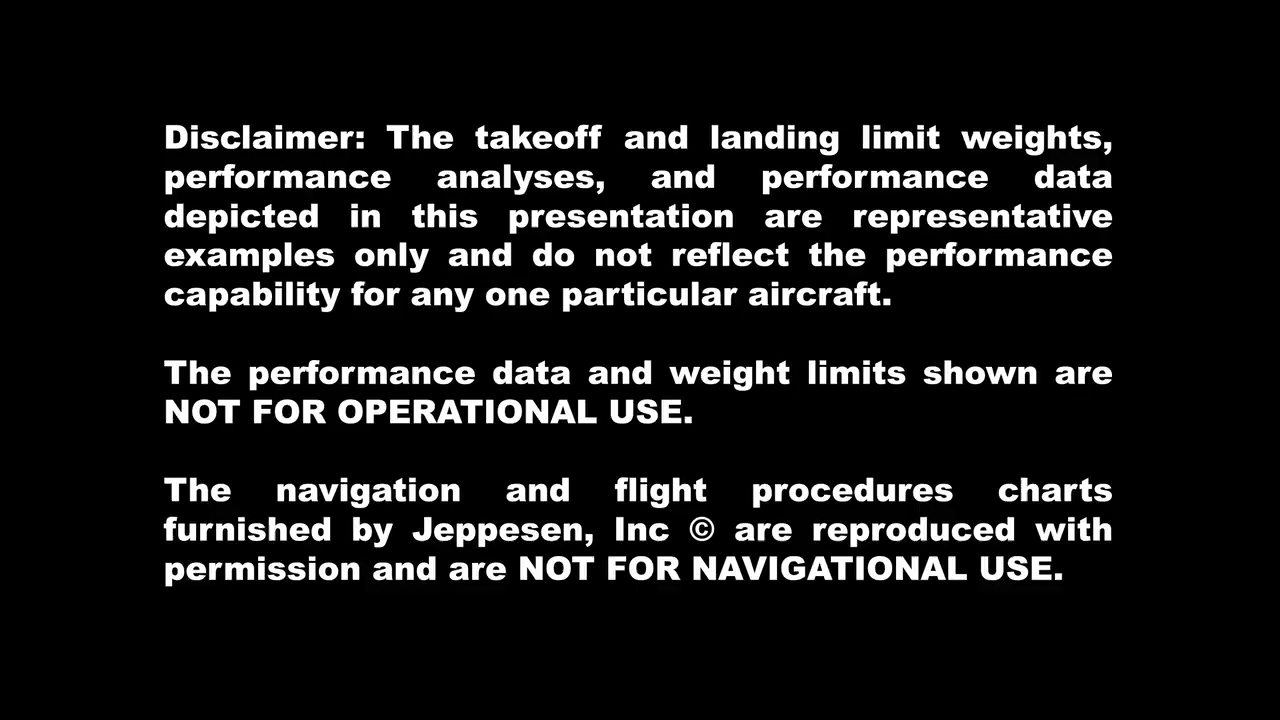 Disclaimer: The takeoff and landing limit weights,
performance analyses, and performance data
depicted in this presentation are representative
examples only and do not reflect the performance
capability for any one particular aircraft.
The performance data and weight limits shown are
NOT FOR OPERATIONAL USE.
The navigation and flight procedures charts
furnished by Jeppesen, Inc © are reproduced with
permission and are NOT FOR NAVIGATIONAL USE.